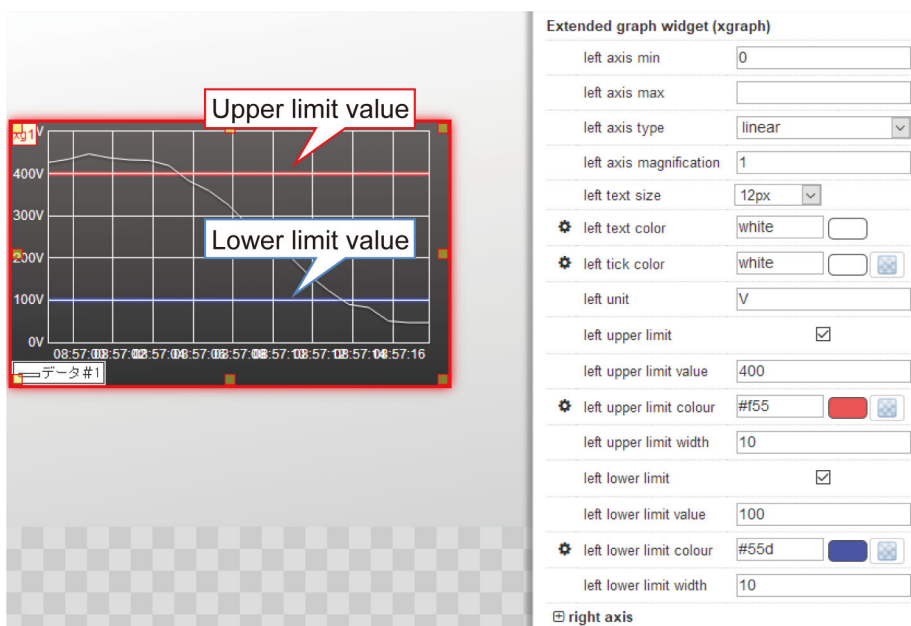 Upper limit value
xg1
V
400V
300V
Lower limit value
200V
100V
0V
08:57:00 08:57:02 08:57:04 08:57:06 08:57:08 08:57:10 08:57:12 08:57:14 08:57:16
データ#1
Extended graph widget (xgraph)
left axis min 0
left axis max
left axis type linear
left axis magnification 1
left text size 12px
left text color white
left tick color white
left unit V
left upper limit
left upper limit value 400
left upper limit colour #f55
left upper limit width 10
left lower limit
left lower limit value 100
left lower limit colour #55d
left lower limit width 10
right axis